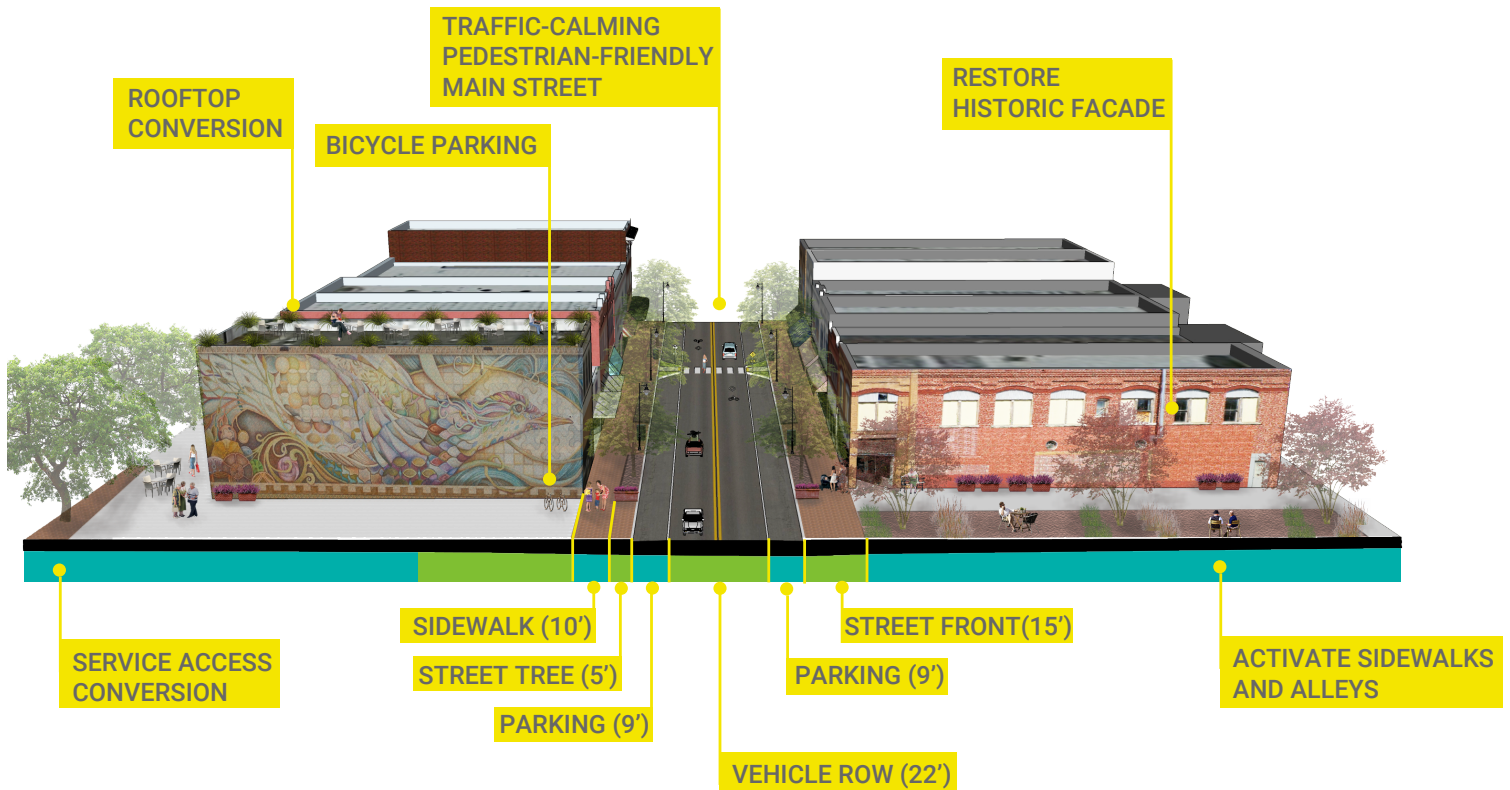 TRAFFIC-CALMING
PEDESTRIAN-FRIENDLY
MAIN STREET
RESTORE
HISTORIC FACADE
ROOFTOP
CONVERSION
BICYCLE PARKING
SIDEWALK (10’)
STREET FRONT(15’)
SERVICE ACCESS
CONVERSION
STREET TREE (5’)
PARKING (9’)
ACTIVATE SIDEWALKS
AND ALLEYS
PARKING (9’)
VEHICLE ROW (22’)